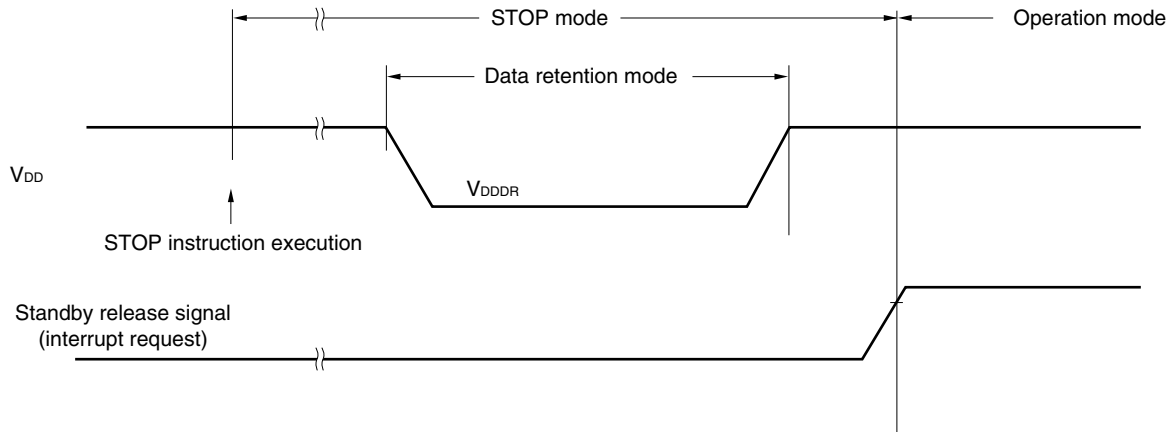 STOP mode
Operation mode
Data retention mode
VDD
VDDDR
STOP instruction execution
Standby release signal
(interrupt request)